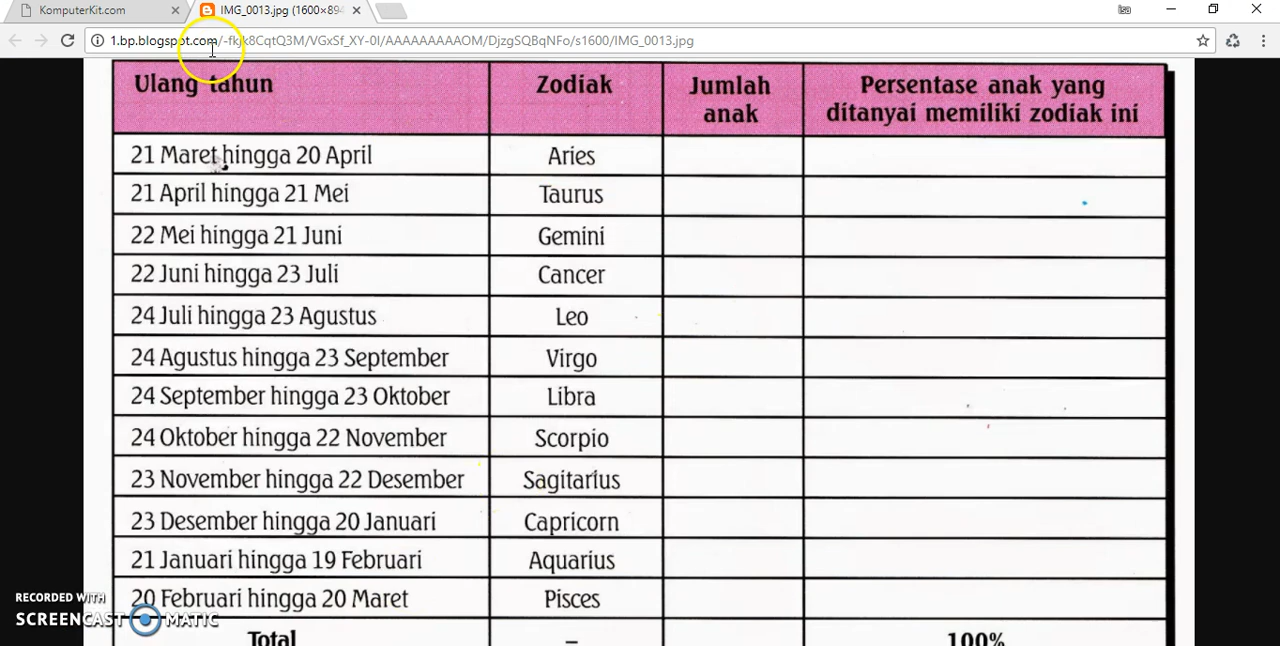 KomputerKit.com
IMG_0013.jpg (1600×894
Isa
1.bp.blogspot.com/-fkjk8CqtQ3M/VGxSf_XY-0I/AAAAAAAAAOM/DjzgSQBqNFo/s1600/IMG_0013.jpg
Ulang tahun Zodiak Jumlah anak Persentase anak yang ditanyai memiliki zodiak ini
21 Maret hingga 20 April Aries
21 April hingga 21 Mei Taurus
22 Mei hingga 21 Juni Gemini
22 Juni hingga 23 Juli Cancer
24 Juli hingga 23 Agustus Leo
24 Agustus hingga 23 September Virgo
24 September hingga 23 Oktober Libra
24 Oktober hingga 22 November Scorpio
23 November hingga 22 Desember Sagitarius
23 Desember hingga 20 Januari Capricorn
21 Januari hingga 19 Februari Aquarius
20 Februari hingga 20 Maret Pisces
Total – 100%
RECORDED WITH
SCREENCAST MATIC